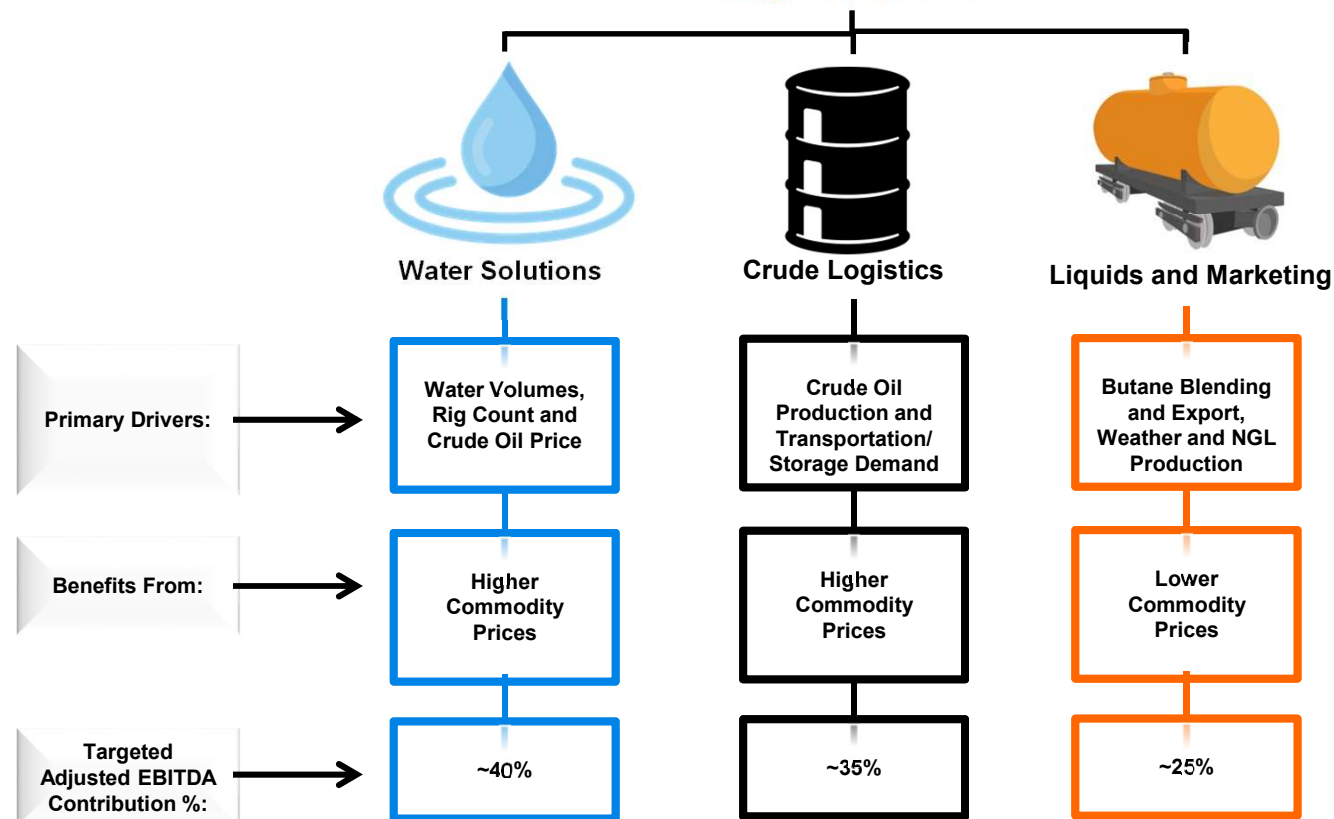 Water Solutions
Crude Logistics
Liquids and Marketing
Primary Drivers:
Water Volumes,
Rig Count and
Crude Oil Price
Crude Oil
Production and
Transportation/
Storage Demand
Butane Blending
and Export,
Weather and NGL
Production
Benefits From:
Higher
Commodity
Prices
Higher
Commodity
Prices
Lower
Commodity
Prices
Targeted
Adjusted EBITDA
Contribution %:
~40%
~35%
~25%